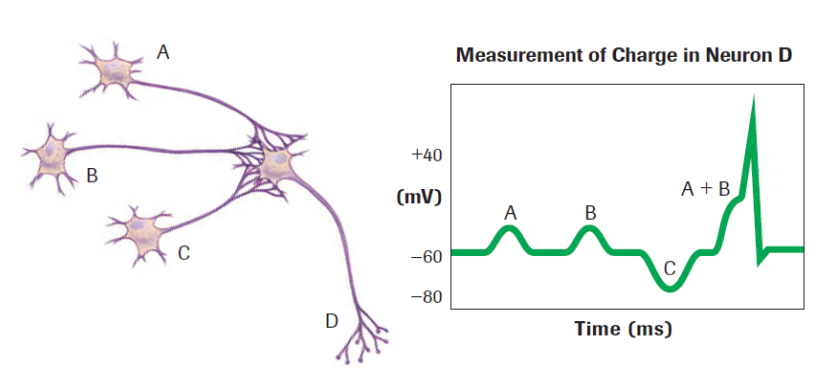 A
B
C
D
Measurement of Charge in Neuron D
+40
(mV)
−60
−80
A
B
C
A + B
Time (ms)